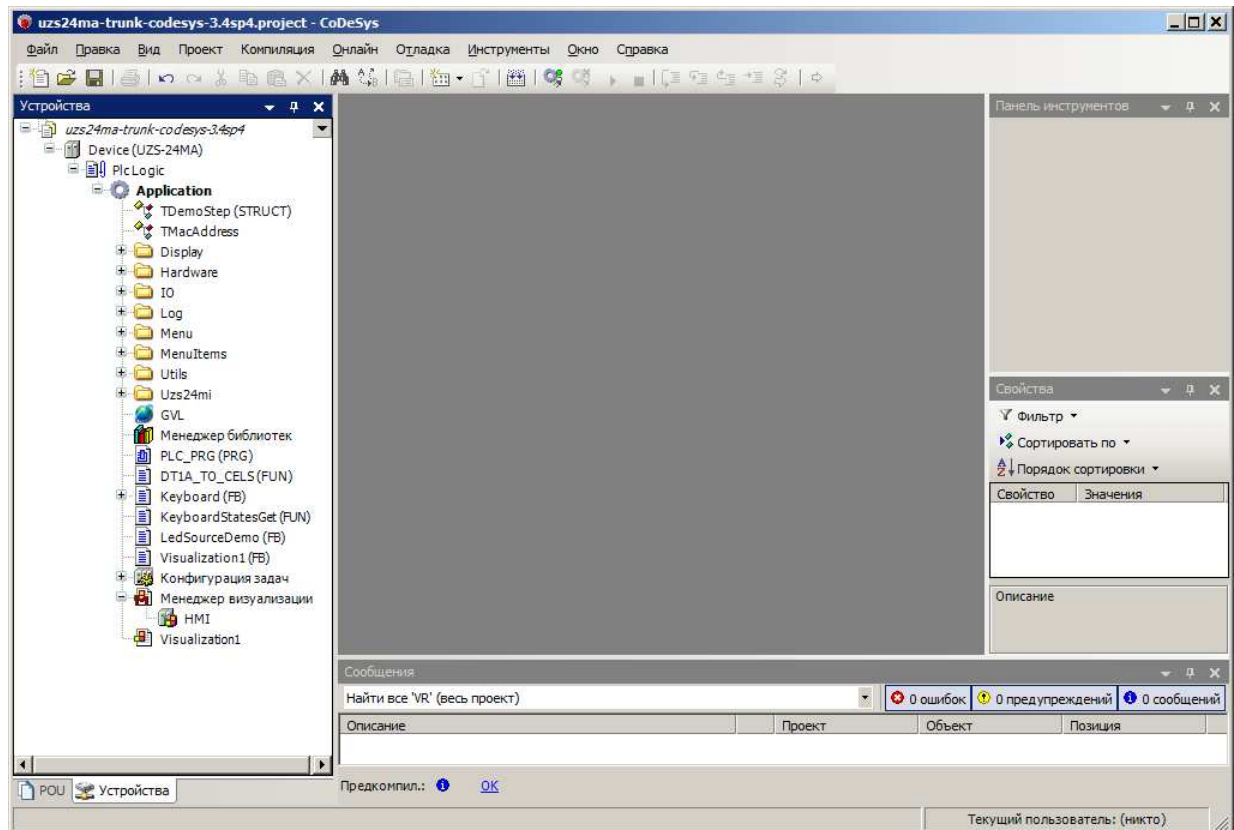 uzs24ma-trunk-codesys-3.4sp4.project - CoDeSys
Файл Правка Вид Проект Компиляция Онлайн Отладка Инструменты Окно Справка
Устройства
uzs24ma-trunk-codesys-3.4sp4
Device (UZS-24MA)
Plc Logic
Application
TDemoStep (STRUCT)
TMacAddress
Display
Hardware
IO
Log
Menu
MenuItems
Utils
Uzs24mi
GVL
Менеджер библиотек
PLC_PRG (PRG)
DT1A_TO_CELS (FUN)
Keyboard (FB)
KeyboardStatesGet (FUN)
LedSourceDemo (FB)
Visualization1 (FB)
Конфигурация задач
Менеджер визуализации
HMI
Visualization1
POU Устройства
Панель инструментов
Свойства
Фильтр
Сортировать по
Порядок сортировки
Свойство Значения
Описание
Сообщения
Найти все 'VR' (весь проект) 0 ошибок 0 предупреждений 0 сообщений
Описание Проект Объект Позиция
Предкомпил.: OK
Текущий пользователь: (никто)